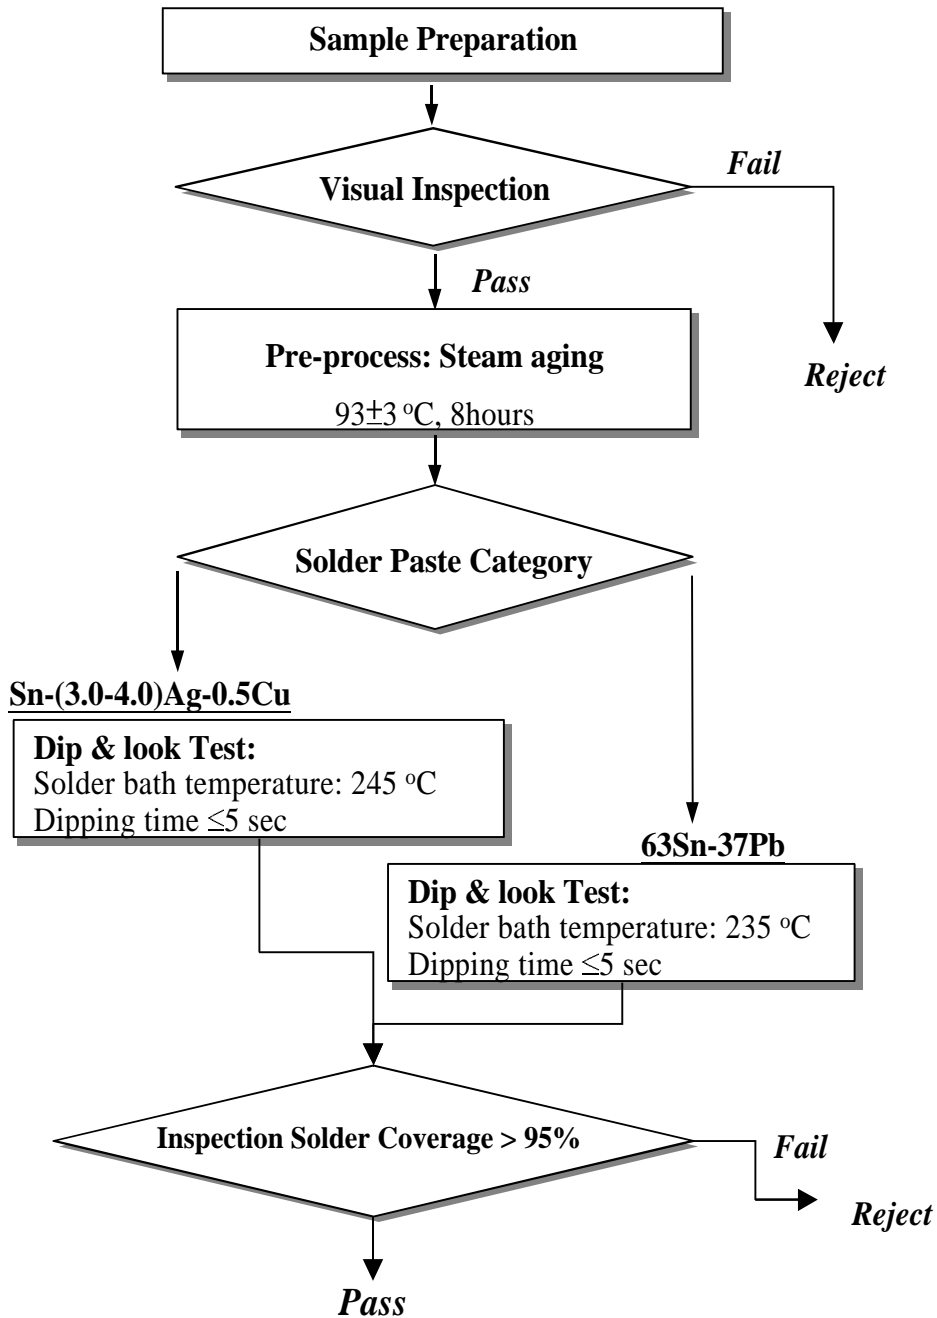 Sample Preparation
Visual Inspection
Fail
Pass
Reject
Pre-process: Steam aging
93±3 °C, 8hours
Solder Paste Category
Sn-(3.0-4.0)Ag-0.5Cu
Dip & look Test:
Solder bath temperature: 245 °C
Dipping time ≤5 sec
63Sn-37Pb
Dip & look Test:
Solder bath temperature: 235 °C
Dipping time ≤5 sec
Inspection Solder Coverage > 95%
Fail
Reject
Pass